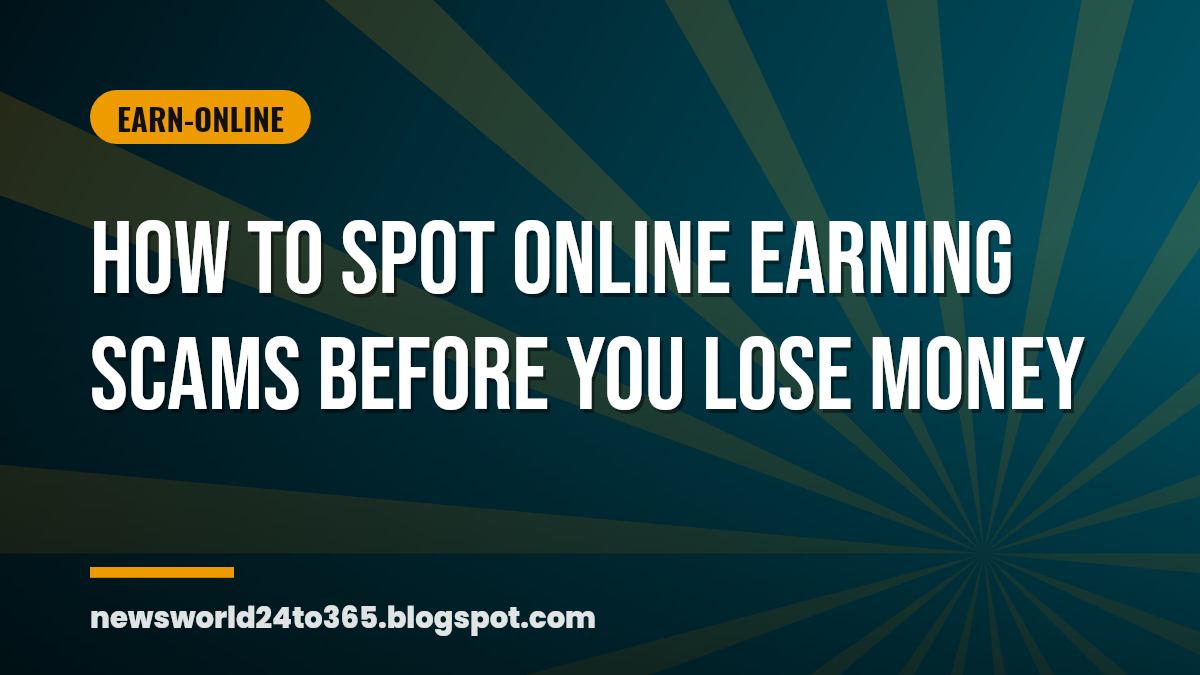 EARN-ONLINE
HOW TO SPOT ONLINE EARNING
SCAMS BEFORE YOU LOSE MONEY
newsworld24to365.blogspot.com